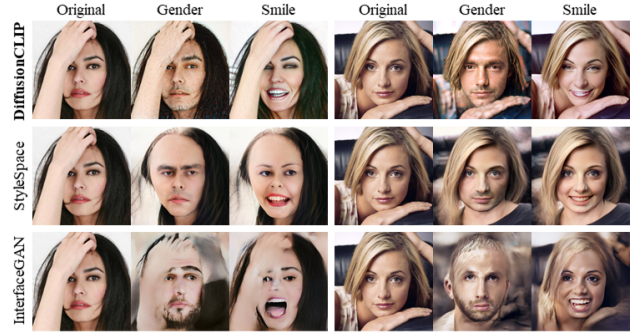 Original Gender Smile Original Gender Smile
DiffusionCLIP
StyleSpace
InterfaceGAN